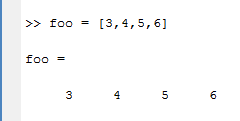 >> foo = [3,4,5,6]
foo =
3 4 5 6